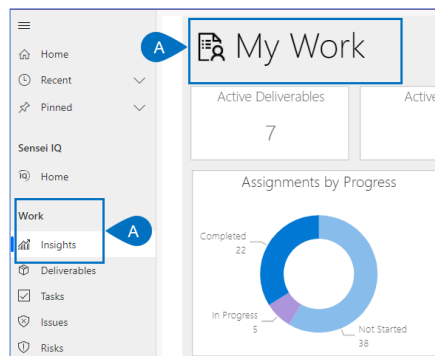 Home
Recent
Pinned
Sensei IQ
Home
Work
Insights
Deliverables
Tasks
Issues
Risks
A
A
My Work
Active Deliverables
7
Active
Assignments by Progress
Completed
22
In Progress
5
Not Started
38